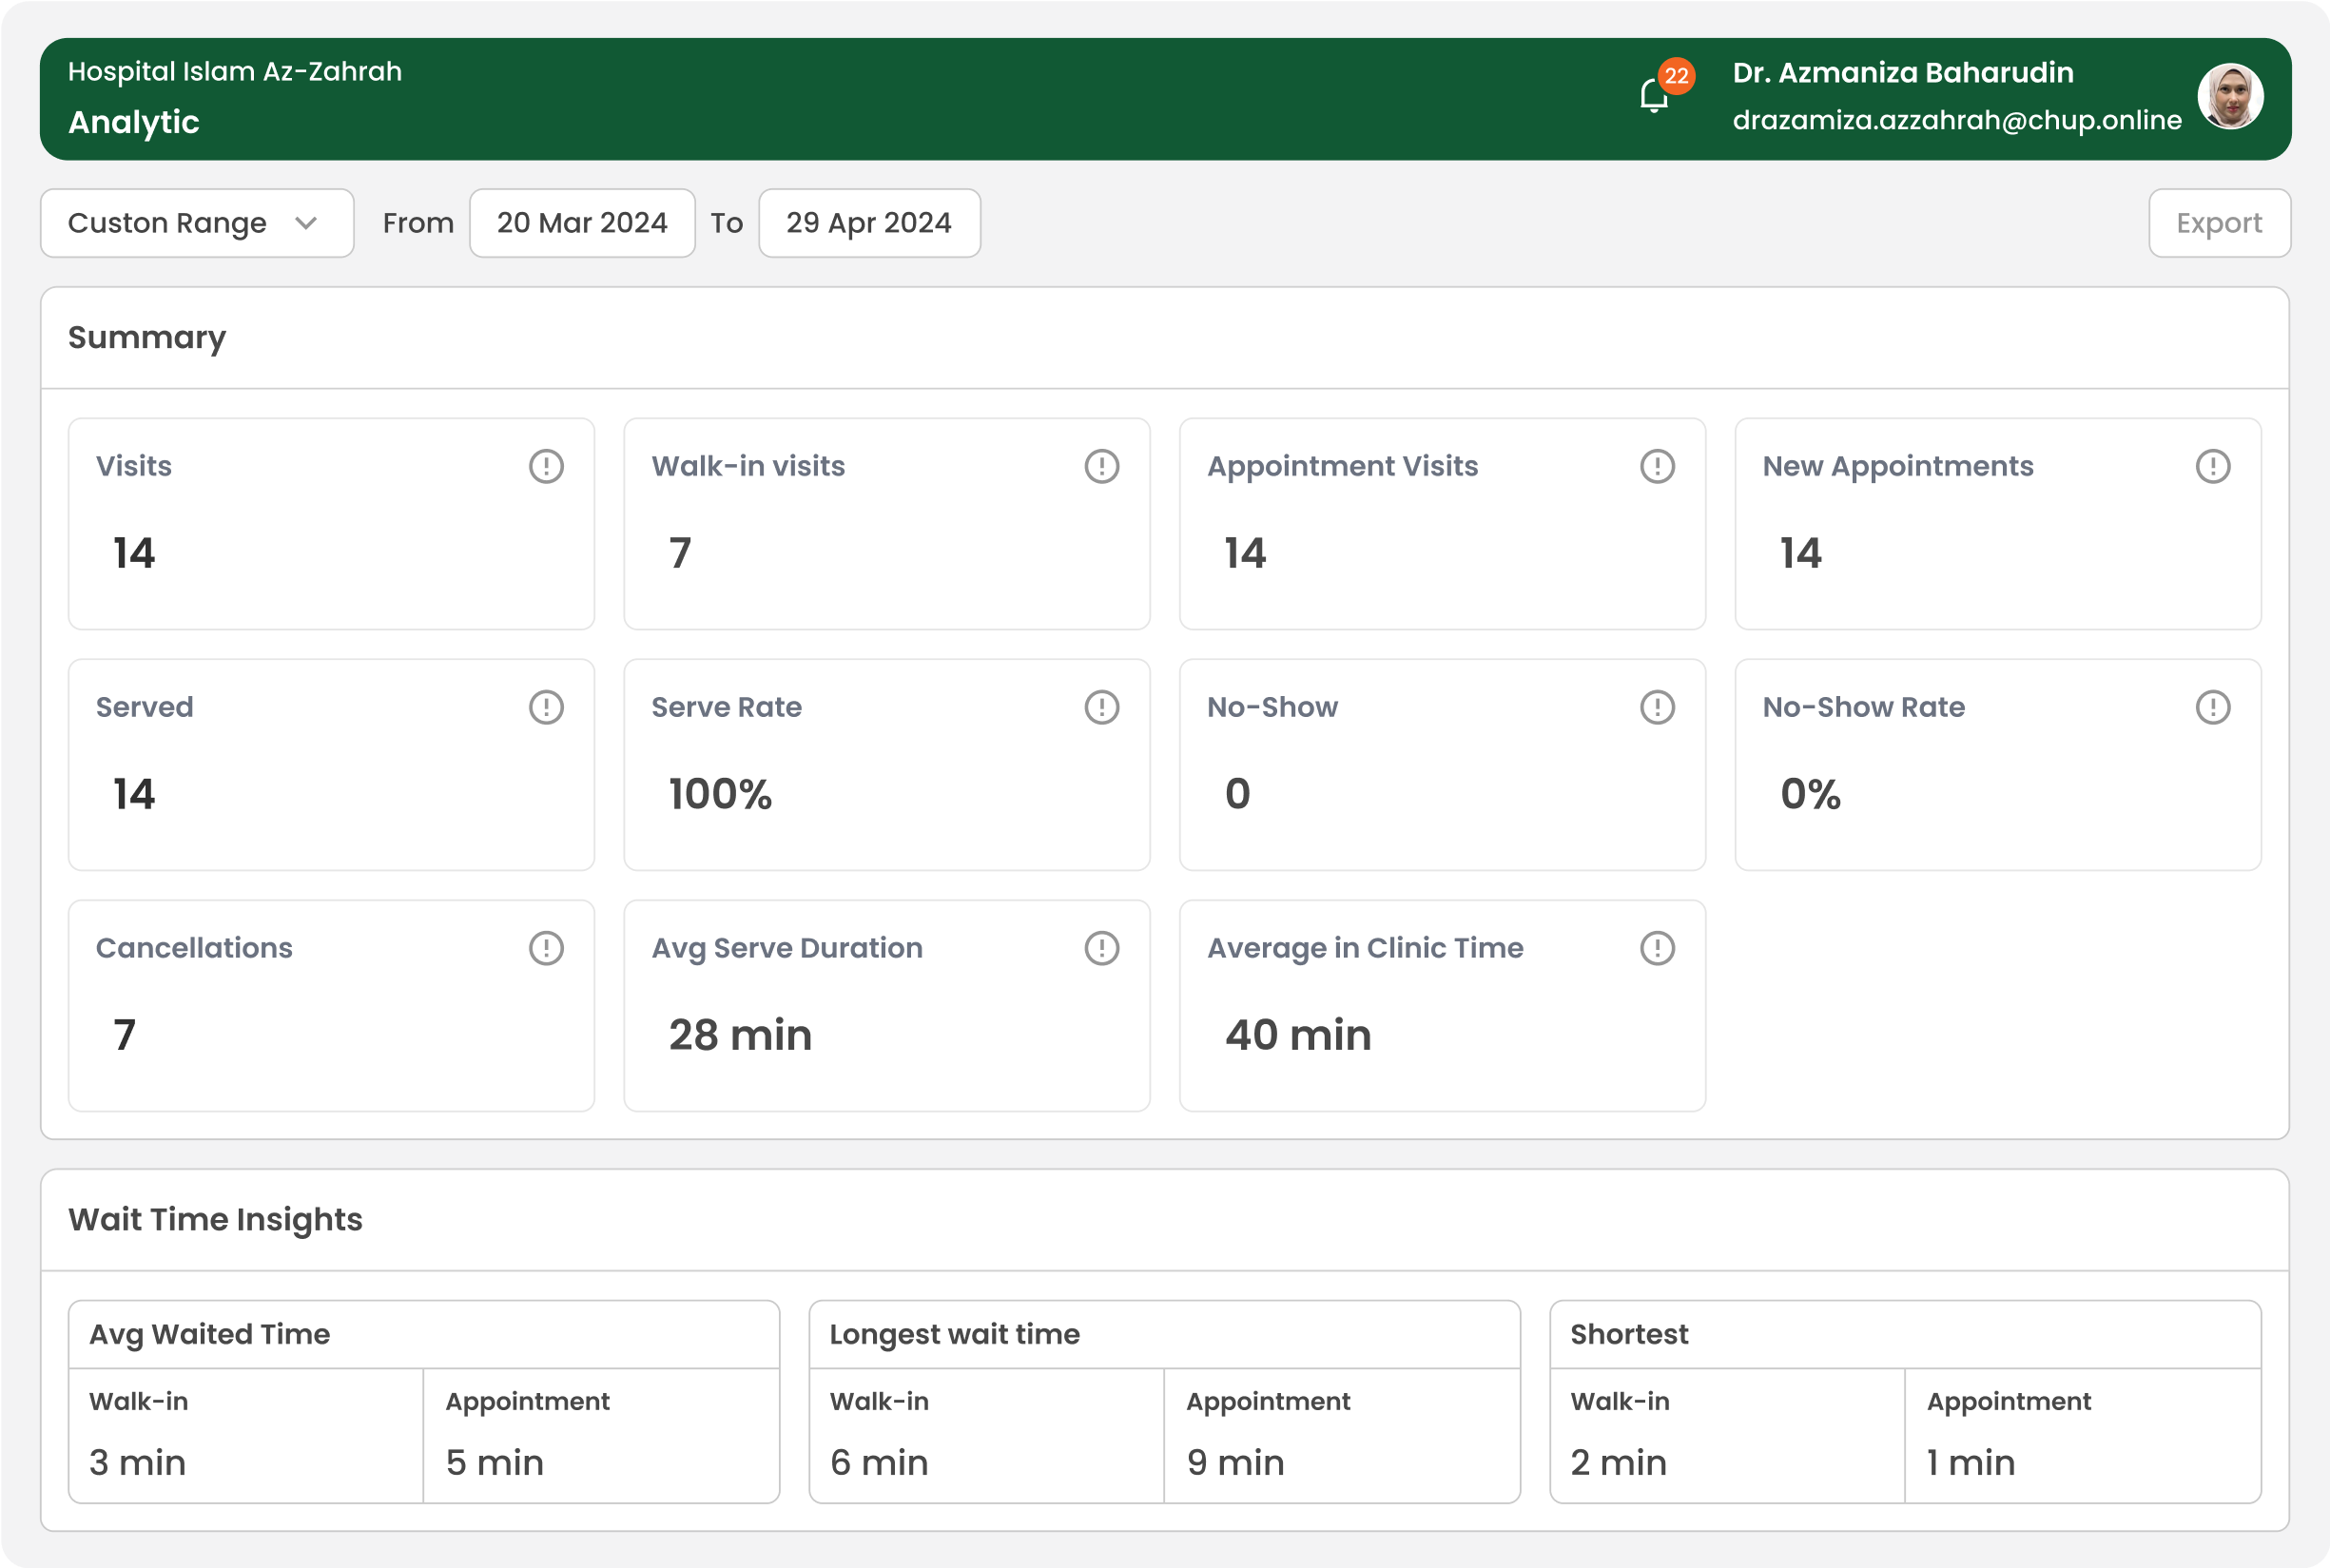 Hospital Islam Az-Zahrah
Analytic
22
Dr. Azmaniza Baharudin
drazamiza.azzahrah@chup.online
Custon Range
From
20 Mar 2024
To
29 Apr 2024
Export
Summary
Visits
14
Walk-in visits
7
Appointment Visits
14
New Appointments
14
Served
14
Serve Rate
100%
No-Show
0
No-Show Rate
0%
Cancellations
7
Avg Serve Duration
28 min
Average in Clinic Time
40 min
Wait Time Insights
Avg Waited Time
Walk-in
3 min
Appointment
5 min
Longest wait time
Walk-in
6 min
Appointment
9 min
Shortest
Walk-in
2 min
Appointment
1 min